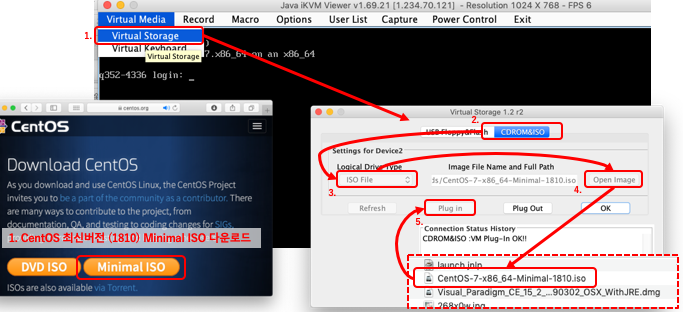 Java iKVM Viewer v1.69.21 [1.234.70.121] - Resolution 1024 X 768 - FPS 6
Virtual Media Record Macro Options User List Capture Power Control Exit
1. Virtual Storage
Virtual Keyboard
Virtual Storage
7.x86_64 on an x86_64
q352-4336 login: _
centos.org
CentOS
Download CentOS
As you download and use CentOS Linux, the CentOS Project
invites you to be a part of the community as a contributor. There
are many ways to contribute to the project, from
documentation, QA, and testing to coding changes for SIGs,
1. CentOS 최신버전 (1810) Minimal ISO 다운로드
DVD ISO Minimal ISO
ISOs are also available via Torrent.
Virtual Storage 1.2 r2
2. USB Floppy&Flash CDROM&ISO
Settings for Device2
Logical Drive Type Image File Name and Full Path
3. ISO File ds/CentOS-7-x86_64-Minimal-1810.iso 4. Open Image
Refresh 5. Plug in Plug Out OK
Connection Status History
CDROM&ISO :VM Plug-In OK!!
launch.jnlp
CentOS-7-x86_64-Minimal-1810.iso
Visual_Paradigm_CE_15_2_...90302_OSX_WithJRE.dmg
268x0w.jpg